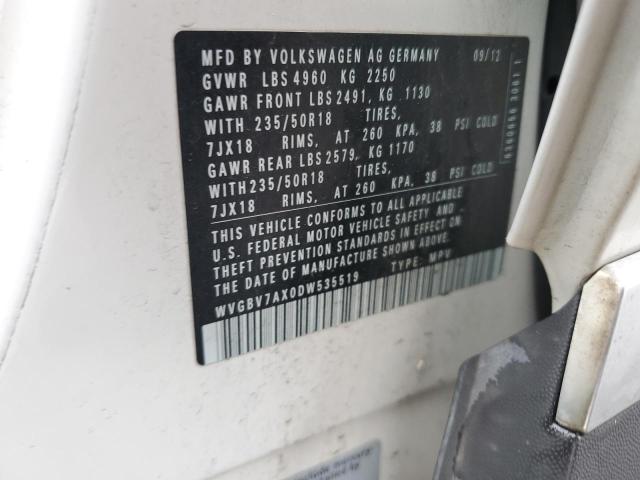 MFD BY VOLKSWAGEN AG GERMANY 09/12
GVWR LBS 4960 KG 2250
GAWR FRONT LBS 2491, KG 1130
WITH 235/50R18 TIRES,
7JX18 RIMS, AT 260 KPA, 38 PSI COLD
GAWR REAR LBS 2579, KG 1170
WITH 235/50R18 TIRES,
7JX18 RIMS, AT 260 KPA, 38 PSI COLD.
THIS VEHICLE CONFORMS TO ALL APPLICABLE
U.S. FEDERAL MOTOR VEHICLE SAFETY AND -
THEFT PREVENTION STANDARDS IN EFFECT ON
THE DATE OF MANUFACTURE SHOWN ABOVE.
WVGBV7AX0DW535519 TYPE: MPV